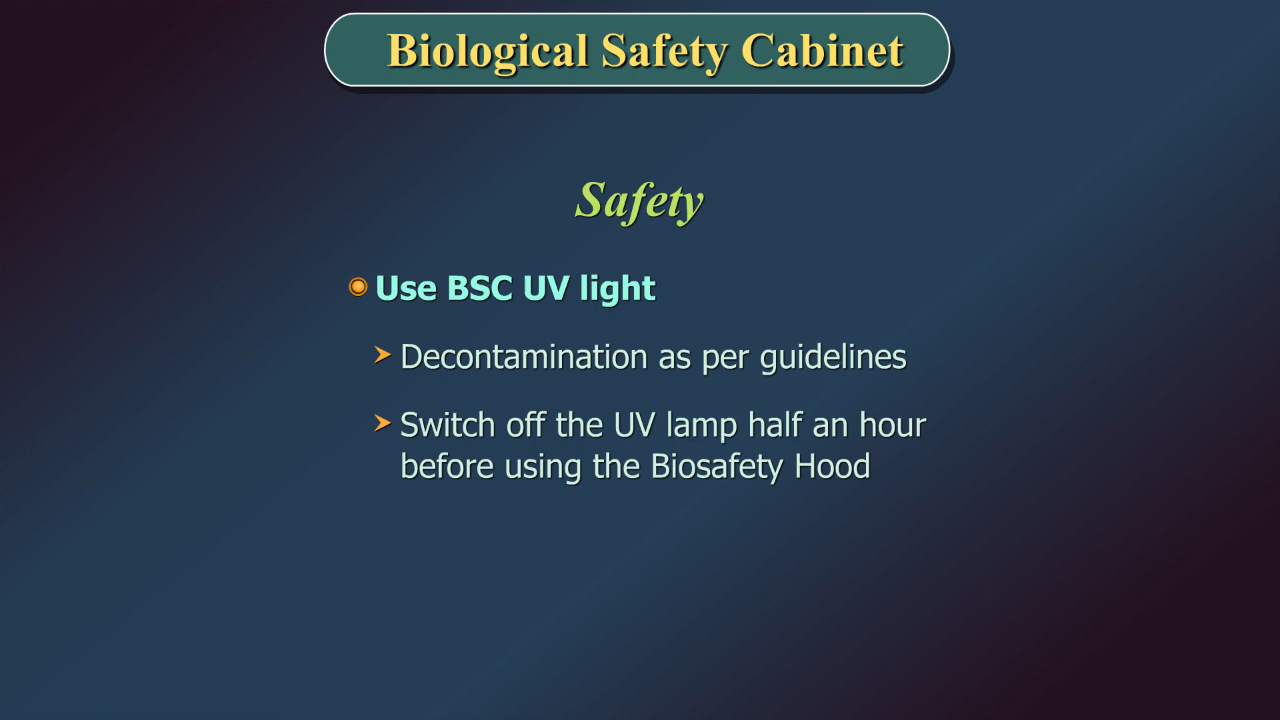 Biological Safety Cabinet
Safety
Use BSC UV light
Decontamination as per guidelines
Switch off the UV lamp half an hour
before using the Biosafety Hood